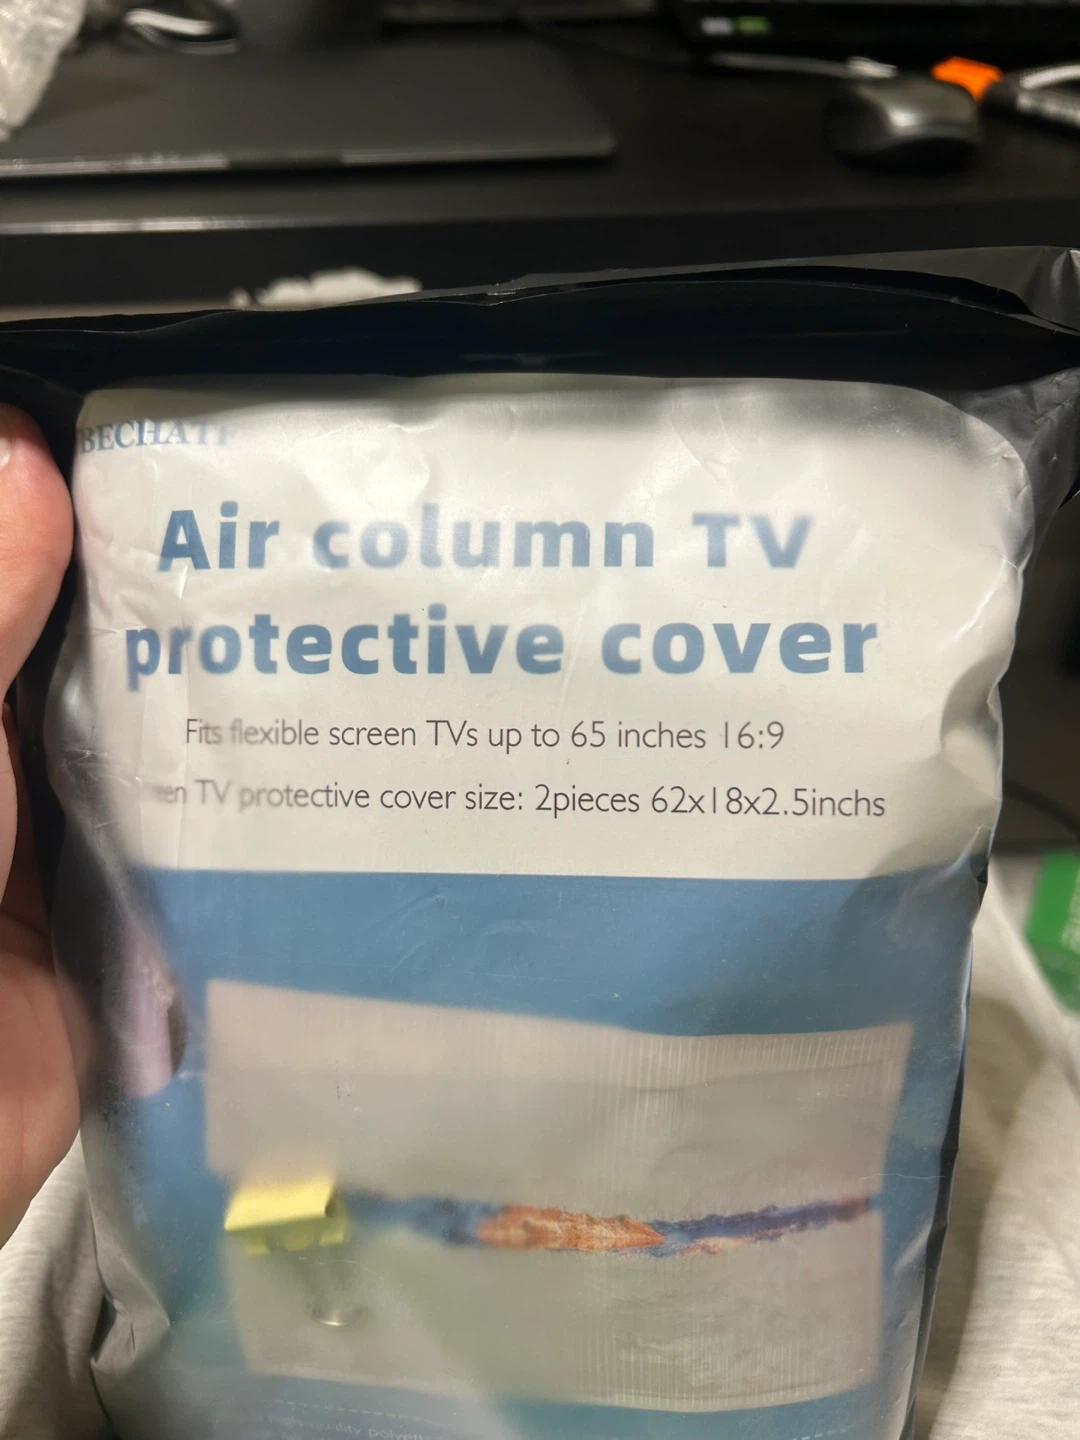 Air column TV
protective cover
Fits flexible screen TVs up to 65 inches 16:9
TV protective cover size: 2pieces 62x18x2.5inchs